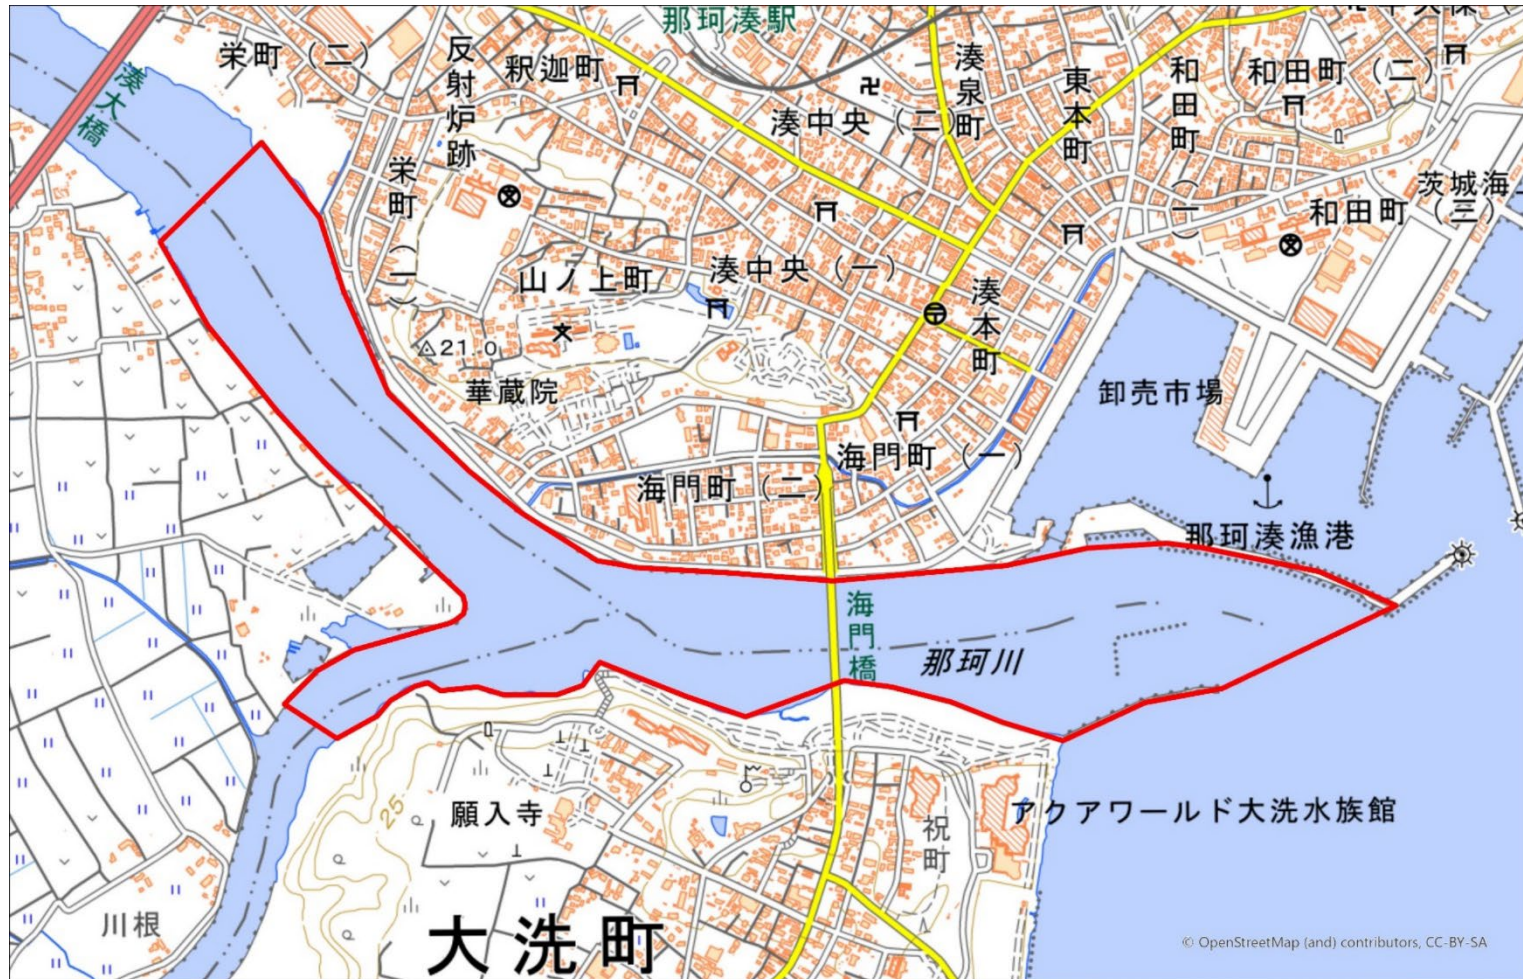 那珂湊駅
栄町（二）
反射炉跡
釈迦町
湊泉町
東本町
和田町（一）
和田町（二）
湊大橋
湊中央（二）
栄町（一）
茨城海
和田町（三）
山ノ上町
湊中央（一）
湊本町
21.0
華蔵院
卸売市場
海門町（一）
海門町（二）
那珂湊漁港
海門橋
那珂川
25
願入寺
祝町
アクアワールド大洗水族館
川根
大洗町
© OpenStreetMap (and) contributors, CC-BY-SA